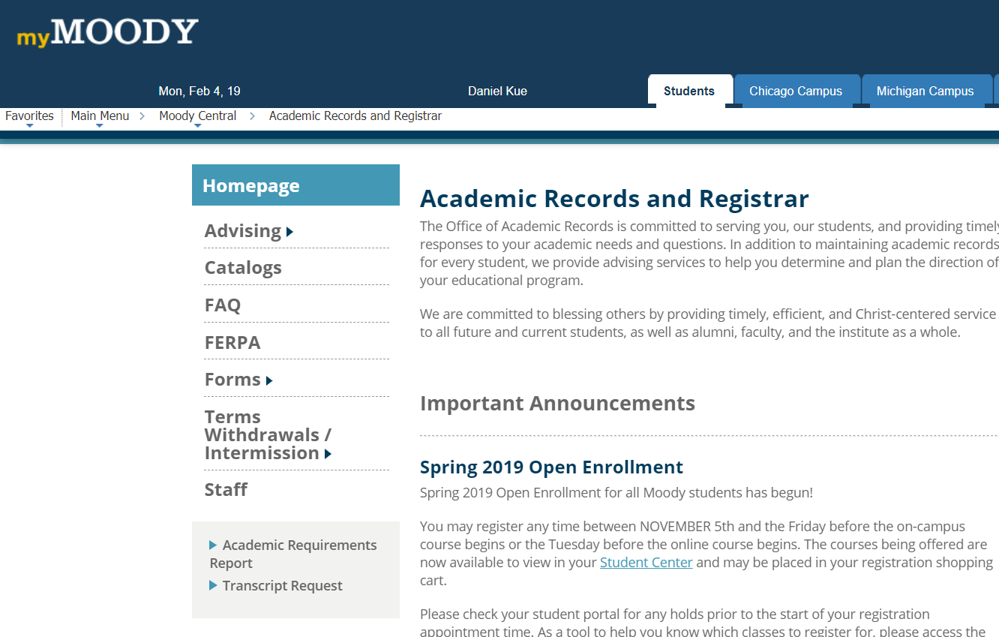 myMOODY
Mon, Feb 4, 19
Daniel Kue
Students
Chicago Campus
Michigan Campus
Favorites
Main Menu
Moody Central
Academic Records and Registrar
Homepage
Advising
Catalogs
FAQ
FERPA
Forms
Terms
Withdrawals /
Intermission
Staff
Academic Requirements
Report
Transcript Request
Academic Records and Registrar
The Office of Academic Records is committed to serving you, our students, and providing timely
responses to your academic needs and questions. In addition to maintaining academic records
for every student, we provide advising services to help you determine and plan the direction of
your educational program.
We are committed to blessing others by providing timely, efficient, and Christ-centered service
to all future and current students, as well as alumni, faculty, and the institute as a whole.
Important Announcements
Spring 2019 Open Enrollment
Spring 2019 Open Enrollment for all Moody students has begun!
You may register any time between NOVEMBER 5th and the Friday before the on-campus
course begins or the Tuesday before the online course begins. The courses being offered are
now available to view in your Student Center and may be placed in your registration shopping
cart.
Please check your student portal for any holds prior to the start of your registration
appointment time. As a tool to help you know which classes to register for, please access the